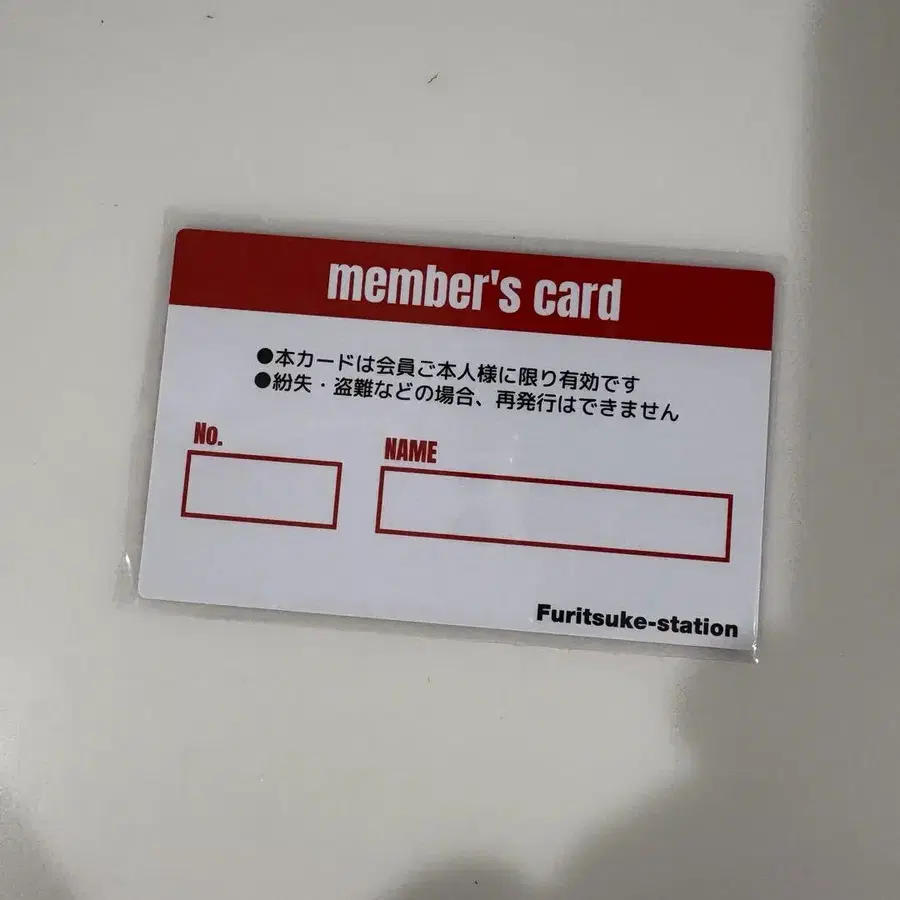 member's card
●本カードは会員ご本人様に限り有効です
●紛失・盗難などの場合、再発行はできません
No.
NAME
Furitsuke-station